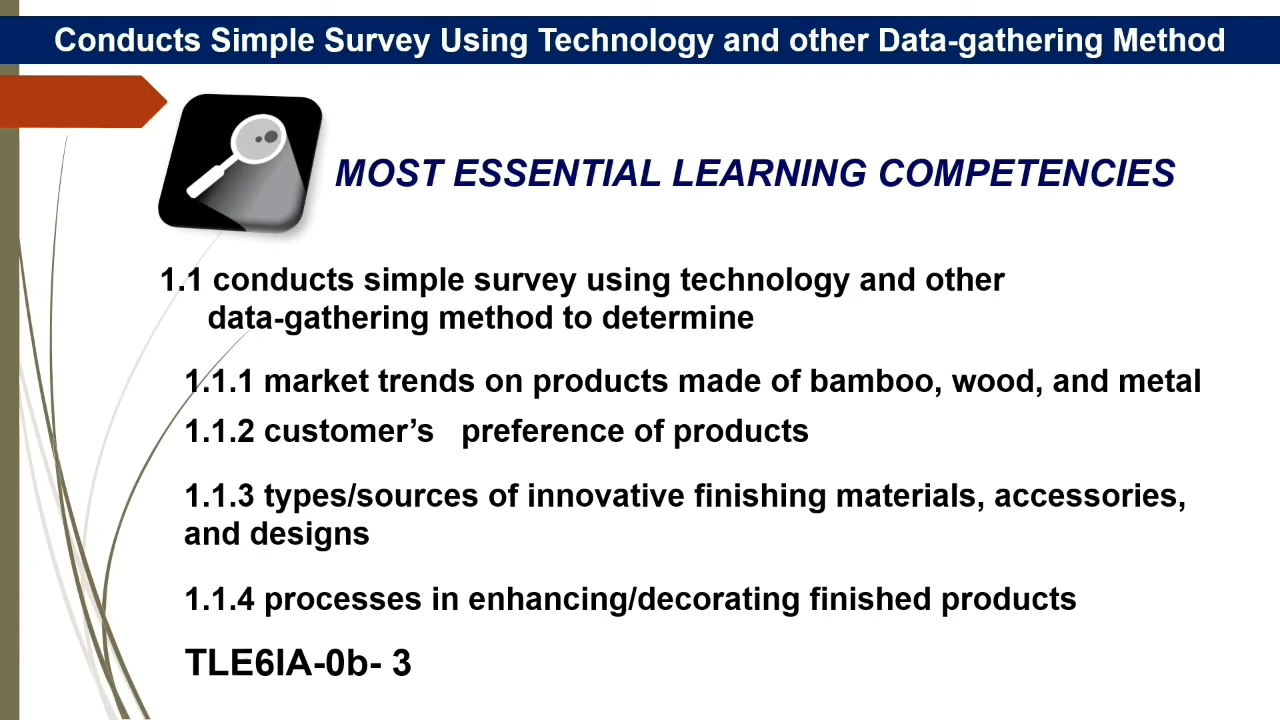 Conducts Simple Survey Using Technology and other Data-gathering Method
MOST ESSENTIAL LEARNING COMPETENCIES
1.1 conducts simple survey using technology and other
data-gathering method to determine
1.1.1 market trends on products made of bamboo, wood, and metal
1.1.2 customer’s preference of products
1.1.3 types/sources of innovative finishing materials, accessories,
and designs
1.1.4 processes in enhancing/decorating finished products
TLE6IA-0b- 3